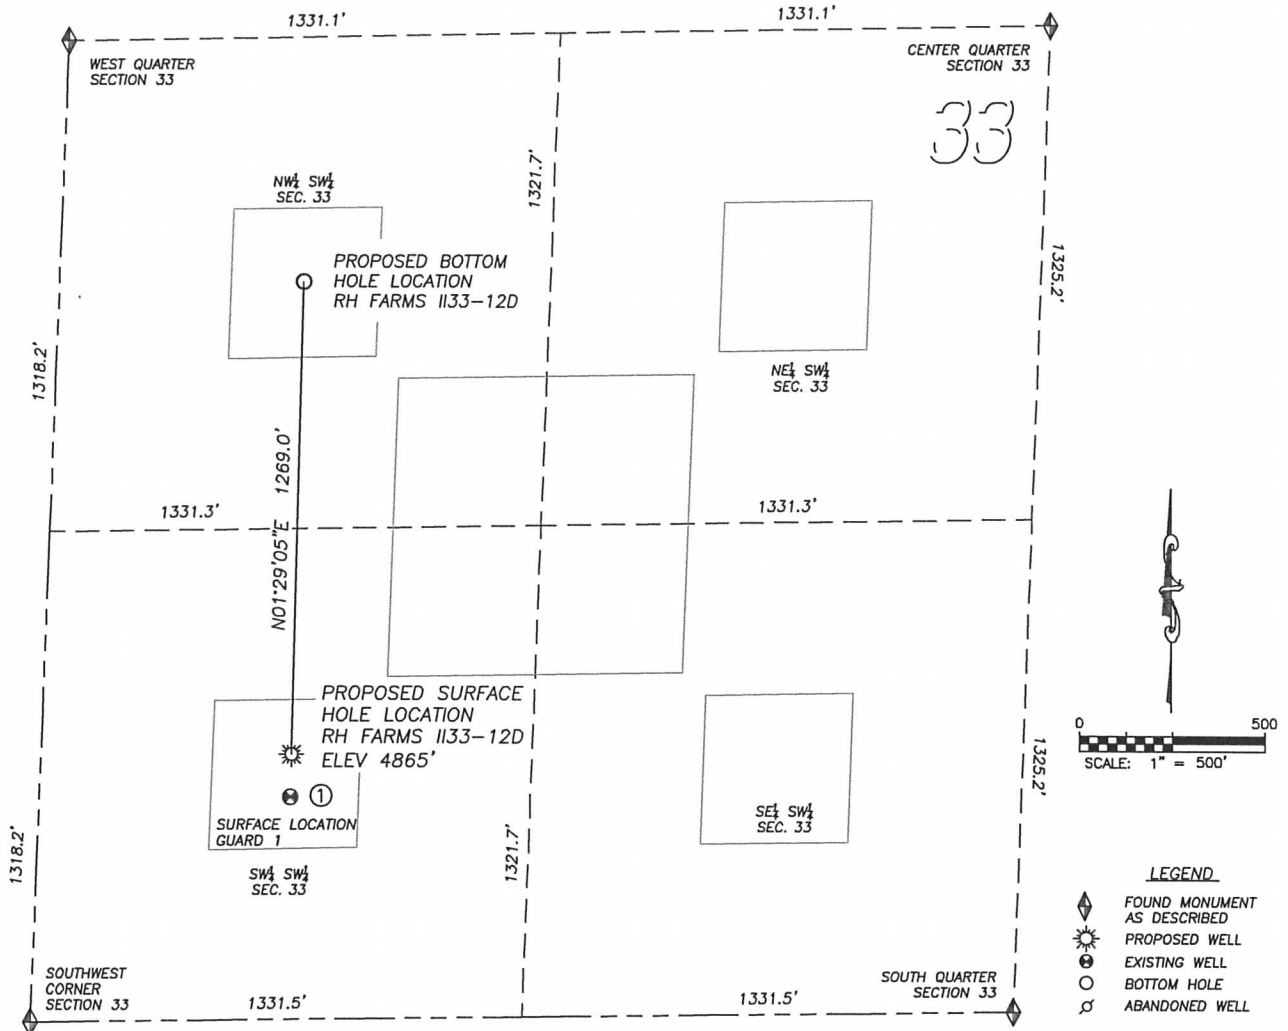 1331.1'
1331.1'
WEST QUARTER
SECTION 33
CENTER QUARTER
SECTION 33
33
1321.7'
NW¼ SW¼
SEC. 33
PROPOSED BOTTOM
HOLE LOCATION
RH FARMS II33-12D
1325.2'
1318.2'
NE¼ SW¼
SEC. 33
N01°29'05"E 1269.0'
1331.3'
1331.3'
PROPOSED SURFACE
HOLE LOCATION
RH FARMS II33-12D
ELEV 4865'
0 500
SCALE: 1" = 500'
1325.2'
1
SURFACE LOCATION
GUARD 1
SW¼ SW¼
SEC. 33
1318.2'
1321.7'
SE¼ SW¼
SEC. 33
LEGEND
FOUND MONUMENT
AS DESCRIBED
PROPOSED WELL
EXISTING WELL
BOTTOM HOLE
ABANDONED WELL
SOUTHWEST
CORNER
SECTION 33
1331.5'
1331.5'
SOUTH QUARTER
SECTION 33